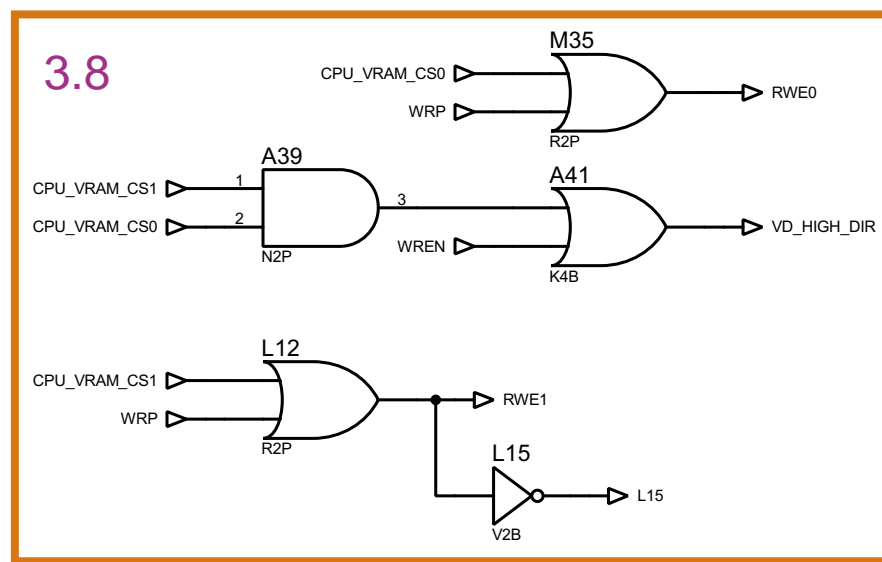 3.8
M35
CPU_VRAM_CS0
WRP
RWE0
R2P
A39
CPU_VRAM_CS1
1
CPU_VRAM_CS0
2
3
N2P
A41
WREN
VD_HIGH_DIR
K4B
L12
CPU_VRAM_CS1
WRP
RWE1
R2P
L15
L15
V2B